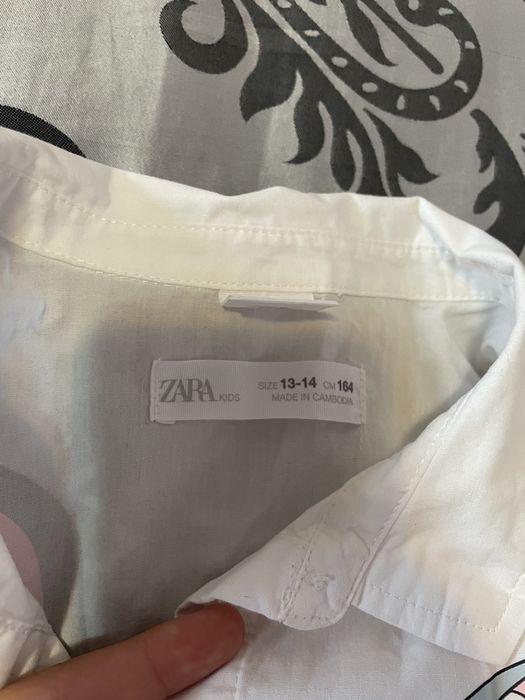 ZARA KIDS SIZE 13-14 CM 164
MADE IN CAMBODIA